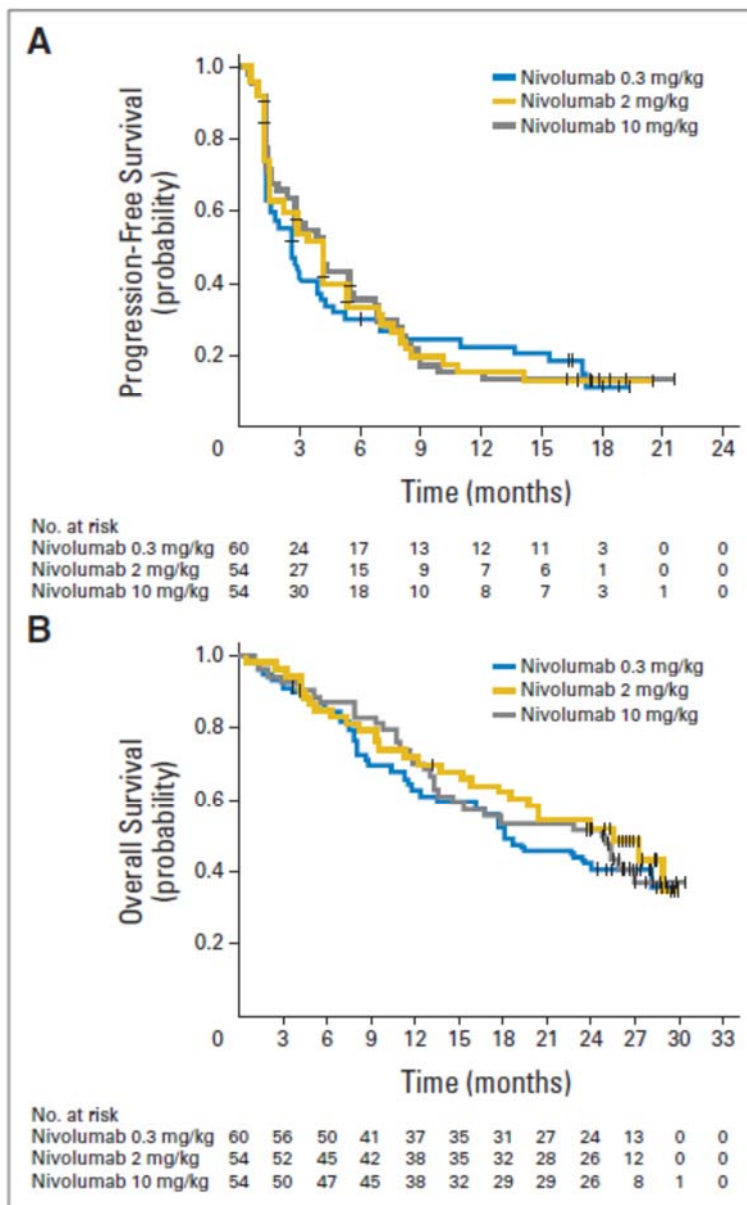 A
1.0
0.8
0.6
0.4
0.2
0
Progression-Free Survival
(probability)
Nivolumab 0.3 mg/kg
Nivolumab 2 mg/kg
Nivolumab 10 mg/kg
3 6 9 12 15 18 21 24
Time (months)
No. at risk
Nivolumab 0.3 mg/kg 60 24 17 13 12 11 3 0 0
Nivolumab 2 mg/kg 54 27 15 9 7 6 1 0 0
Nivolumab 10 mg/kg 54 30 18 10 8 7 3 1 0
B
1.0
0.8
0.6
0.4
0.2
0
Overall Survival
(probability)
Nivolumab 0.3 mg/kg
Nivolumab 2 mg/kg
Nivolumab 10 mg/kg
3 6 9 12 15 18 21 24 27 30 33
Time (months)
No. at risk
Nivolumab 0.3 mg/kg 60 56 50 41 37 35 31 27 24 13 0 0
Nivolumab 2 mg/kg 54 52 45 42 38 35 32 28 26 12 0 0
Nivolumab 10 mg/kg 54 50 47 45 38 32 29 29 26 8 1 0